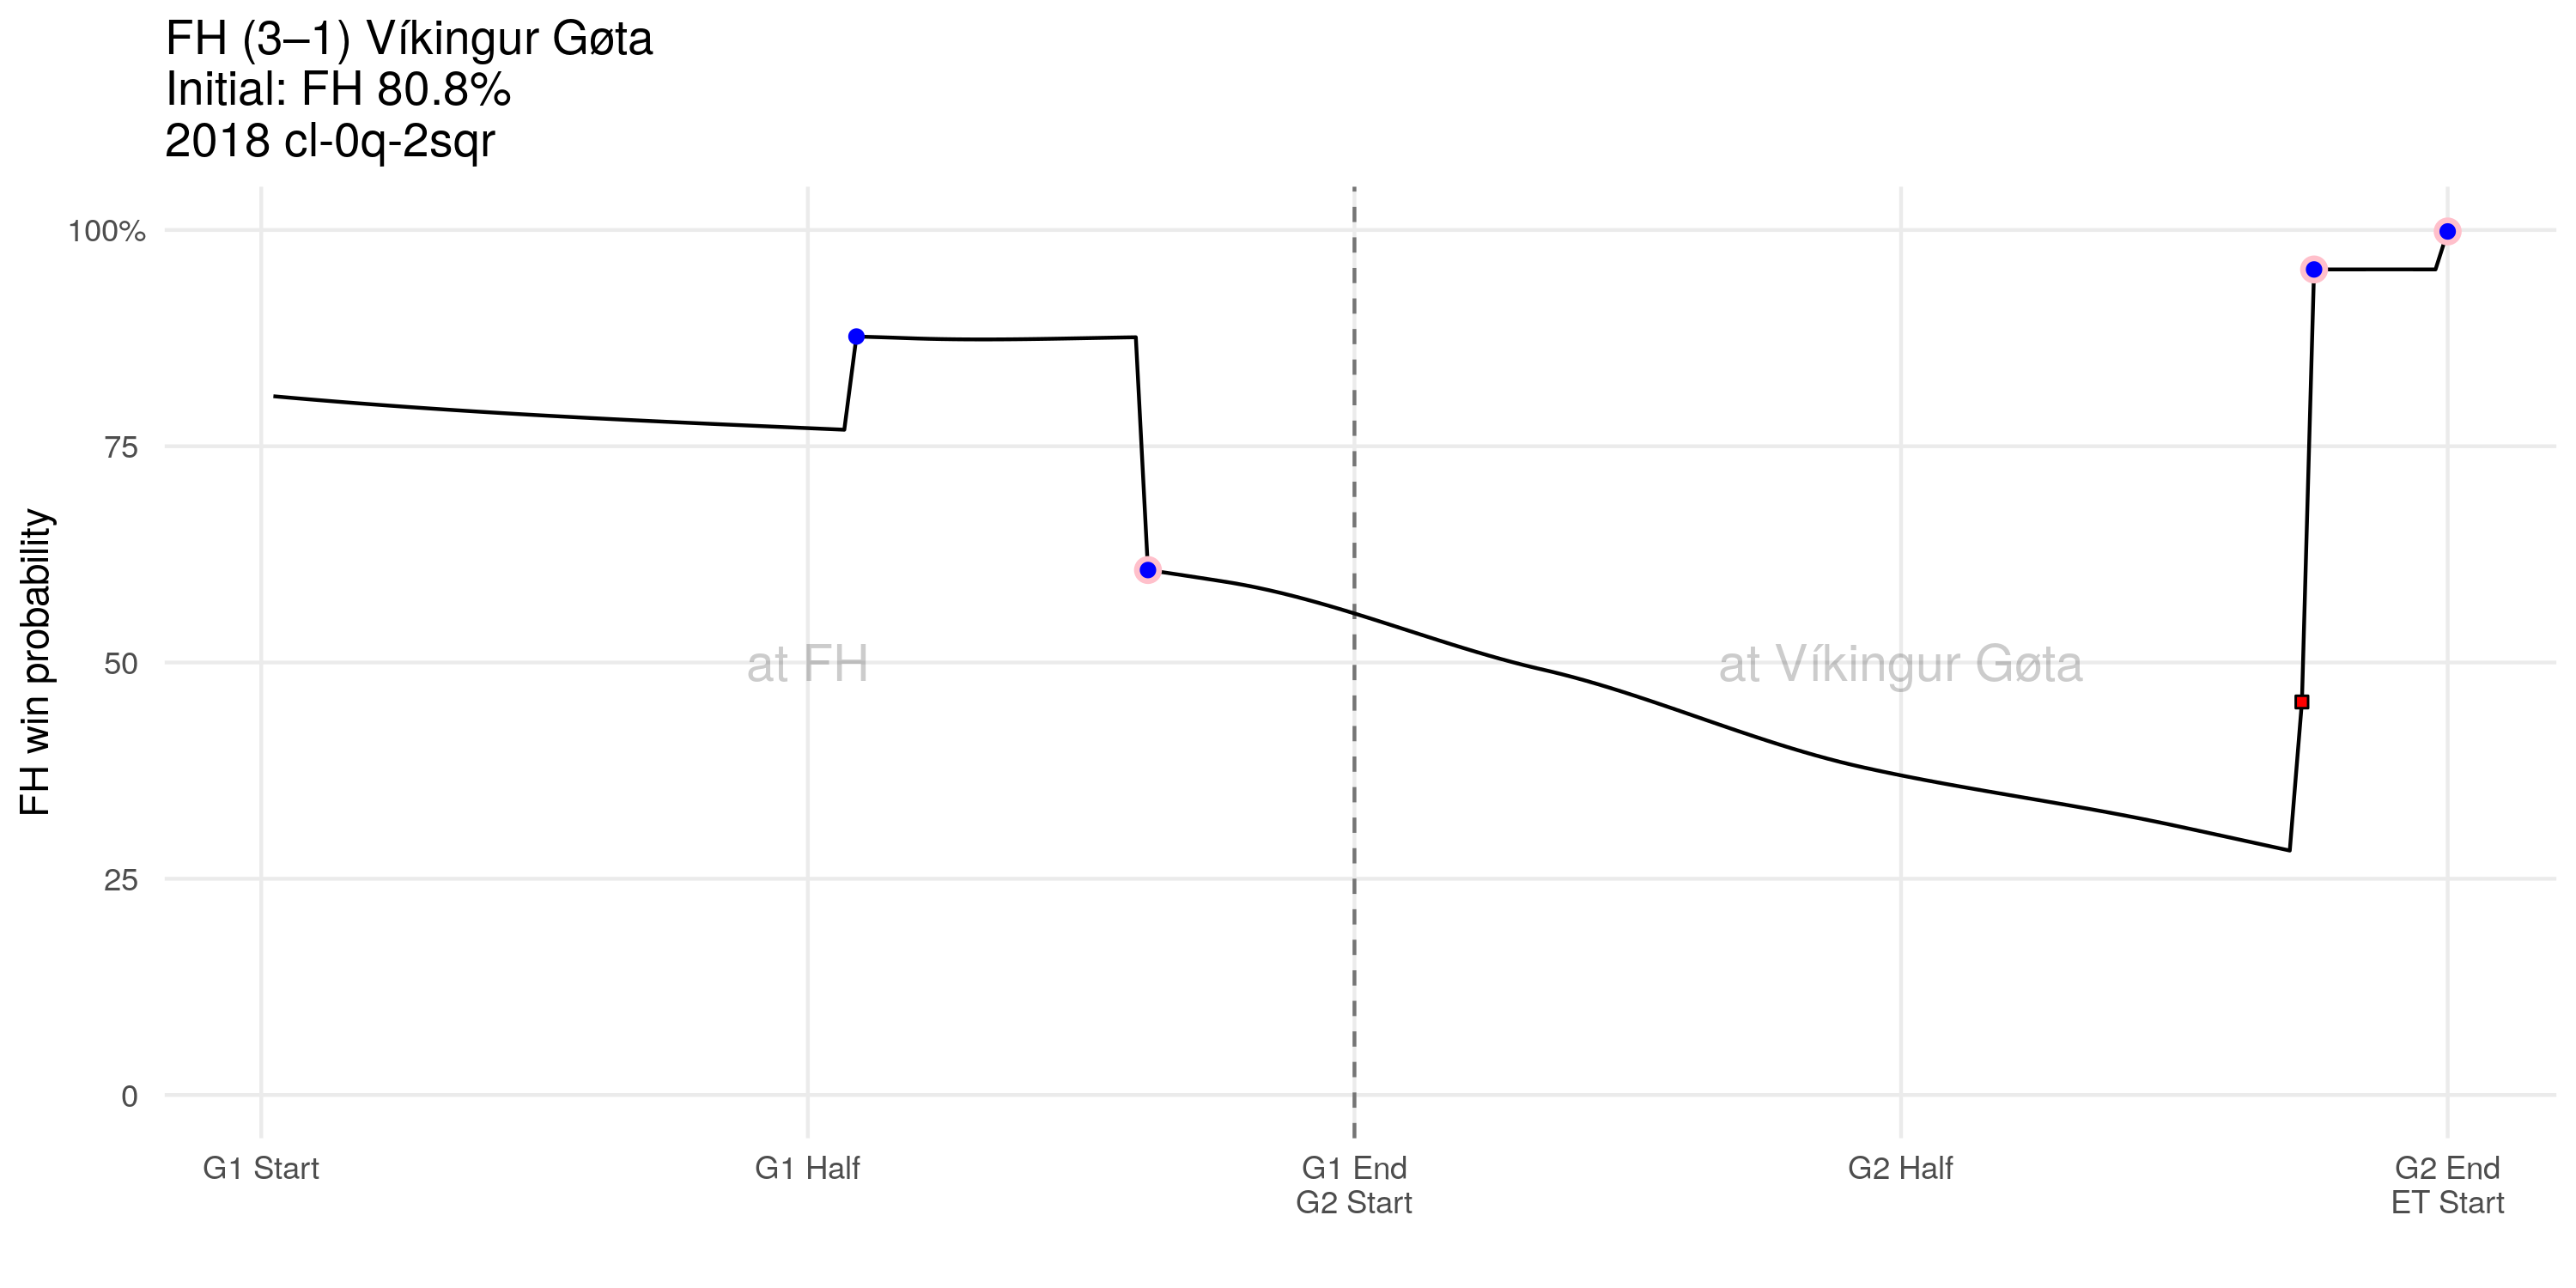 FH (3–1) Víkingur Gøta
Initial: FH 80.8%
2018 cl-0q-2sqr
FH win probability
100%
75
50
25
0
at FH
at Víkingur Gøta
G1 Start
G1 Half
G1 End
G2 Start
G2 Half
G2 End
ET Start